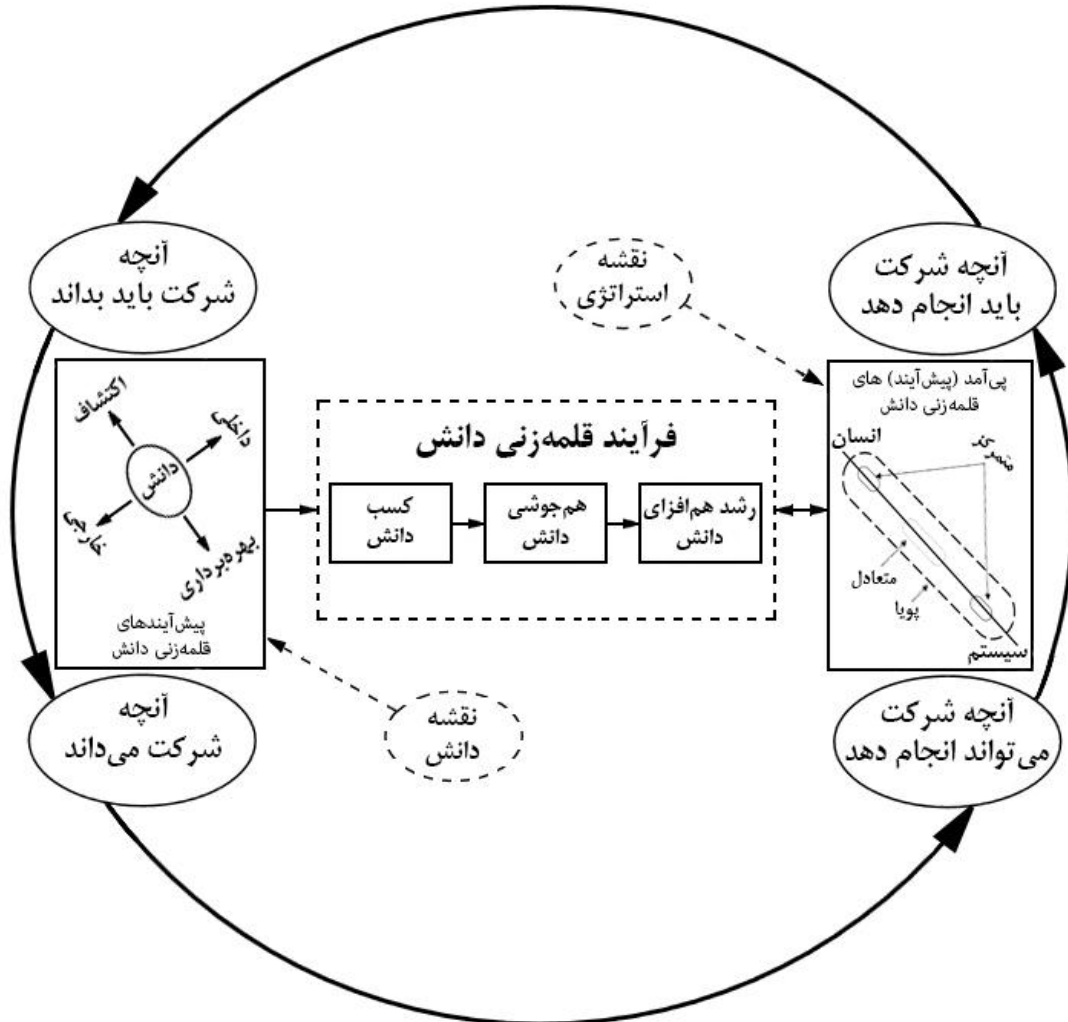 آنچه
شرکت باید بداند
نقشه
استراتژی
آنچه شرکت
باید انجام دهد
اکتشاف
داخلی
دانش
خارجی
بهره‌برداری
پیش‌آیندهای
قلمه‌زنی دانش
فرآیند قلمه‌زنی دانش
کسب
دانش
هم‌جوشی
دانش
رشد هم‌افزای
دانش
پی‌آمد (پیش‌آیند) های
قلمه‌زنی دانش
انسان
متمرکز
متعادل
پویا
سیستم
آنچه
شرکت می‌داند
نقشه
دانش
آنچه شرکت
می‌تواند انجام دهد